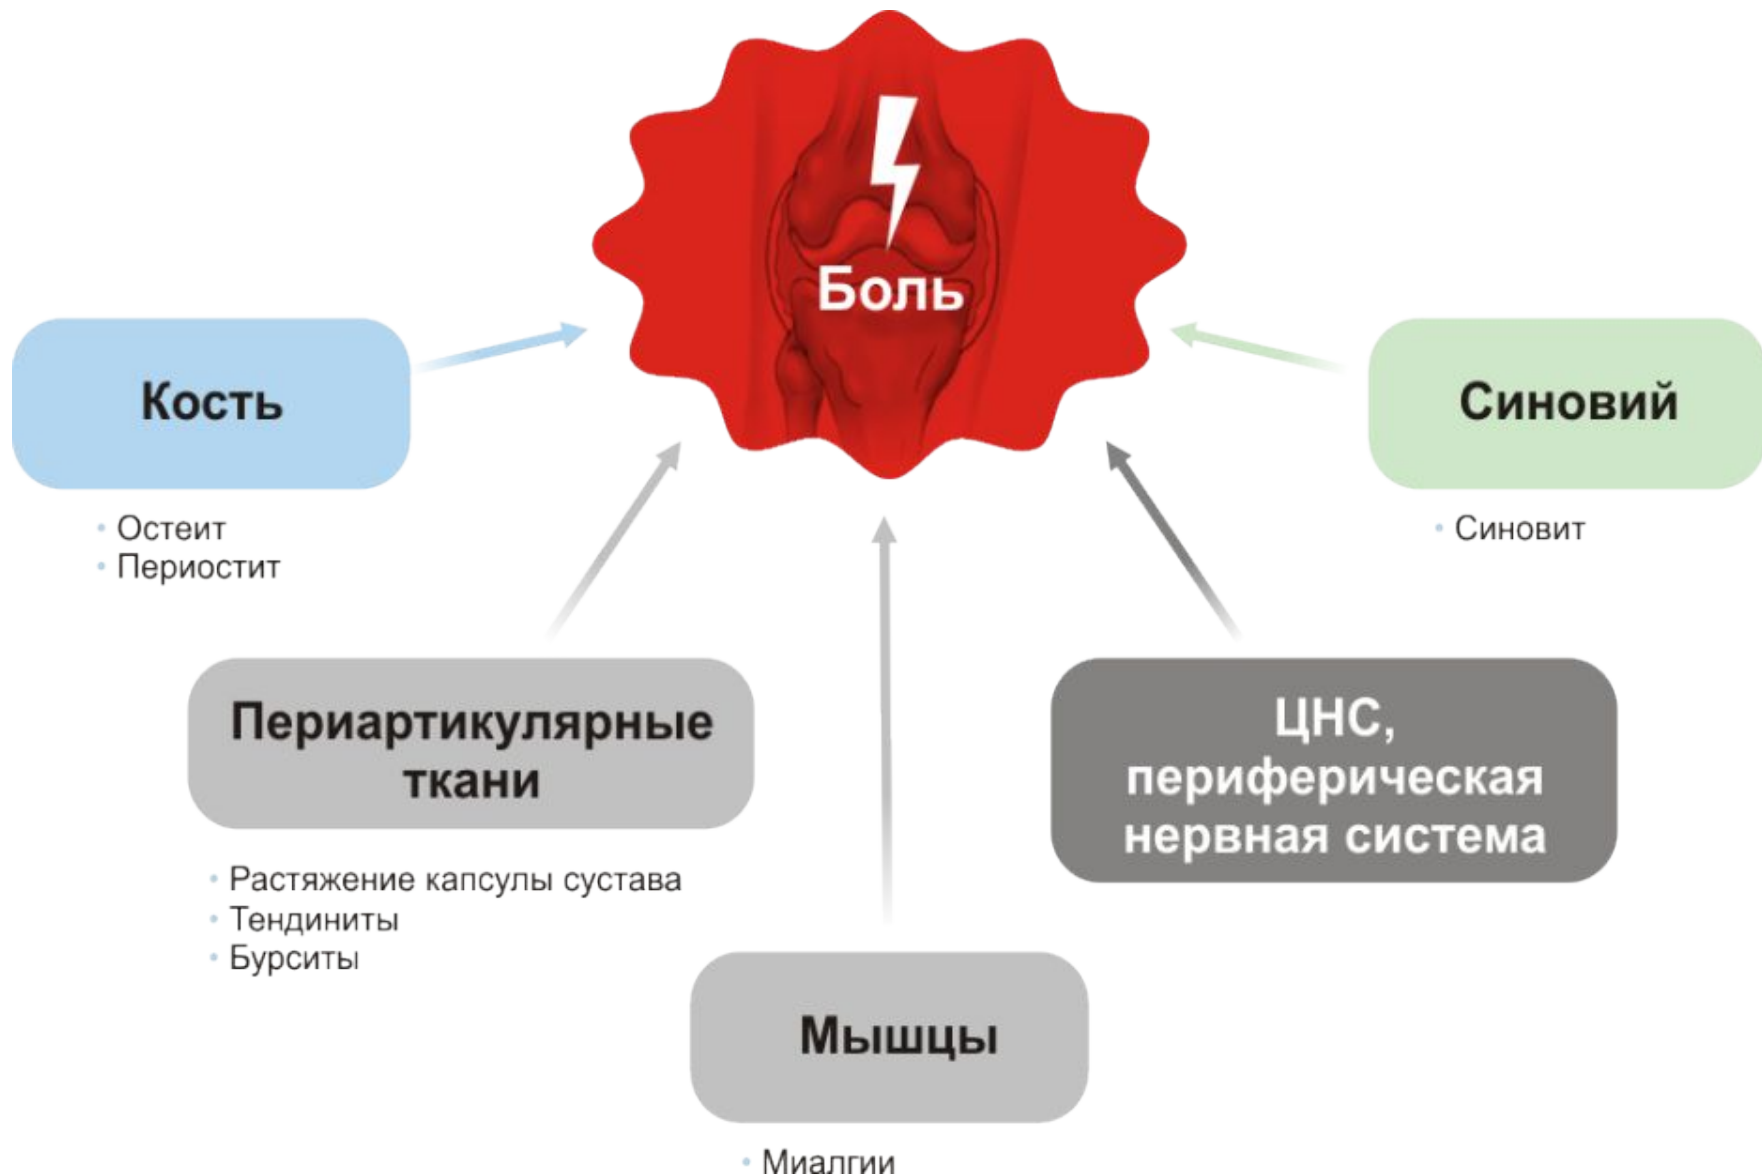 Боль
Кость
• Остеит
• Периостит
Синовий
• Синовит
Периартикулярные
ткани
• Растяжение капсулы сустава
• Тендиниты
• Бурситы
ЦНС,
периферическая
нервная система
Мышцы
• Миалгии